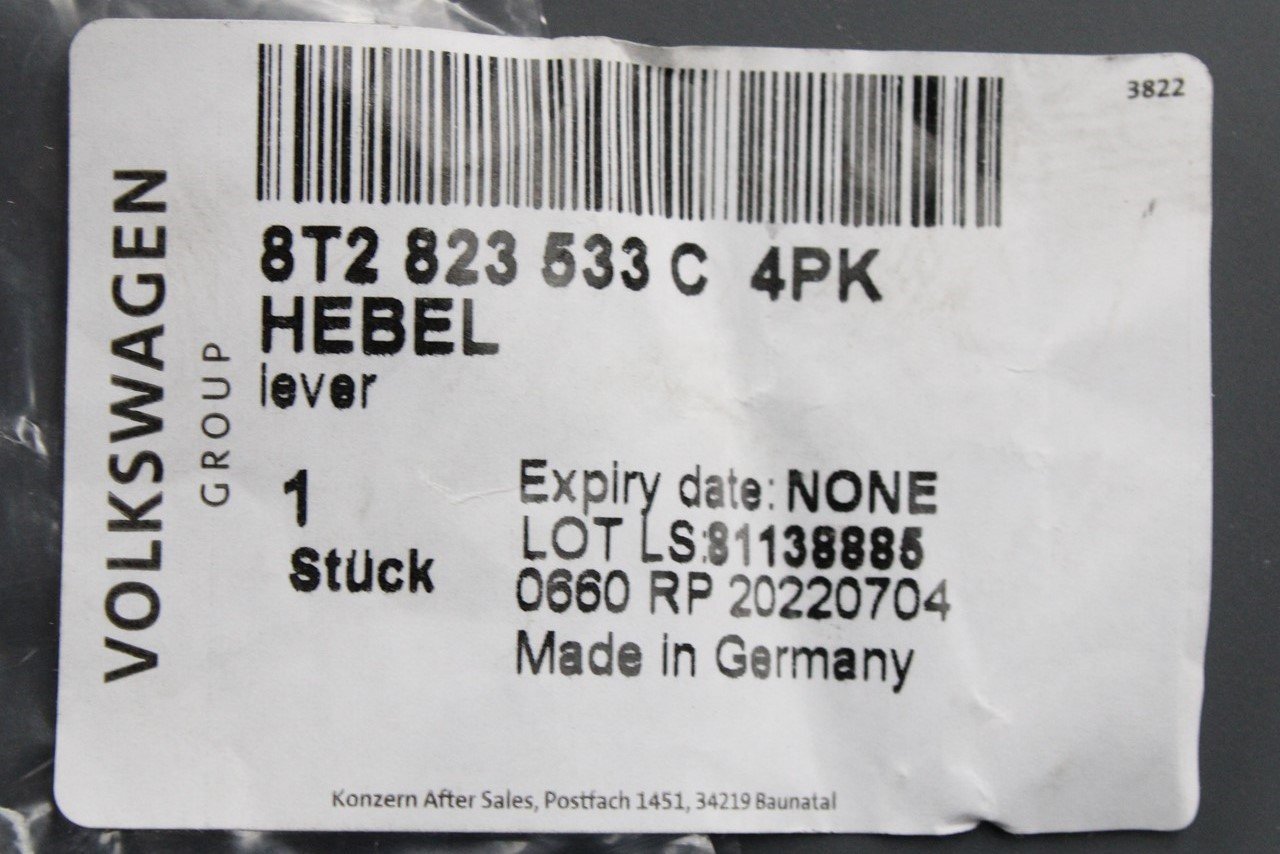 3822
VOLKSWAGEN
GROUP
8T2 823 533 C 4PK
HEBEL
lever
1
Stück
Expiry date: NONE
LOT LS:81138885
0660 RP 20220704
Made in Germany
Konzern After Sales, Postfach 1451, 34219 Baunatal